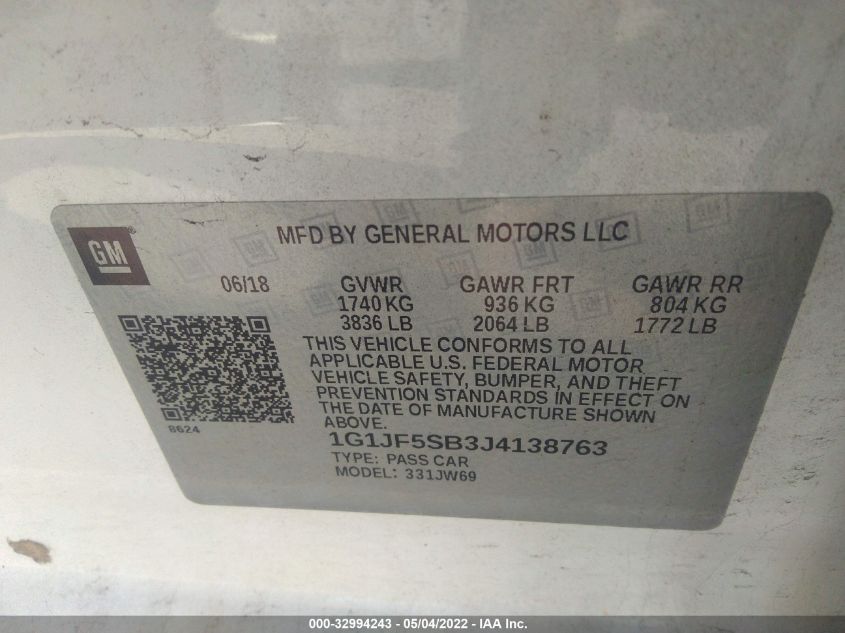 GM
MFD BY GENERAL MOTORS LLC
06/18 GVWR GAWR FRT GAWR RR
1740 KG 936 KG 804 KG
3836 LB 2064 LB 1772 LB
THIS VEHICLE CONFORMS TO ALL
APPLICABLE U.S. FEDERAL MOTOR
VEHICLE SAFETY, BUMPER, AND THEFT
PREVENTION STANDARDS IN EFFECT ON
THE DATE OF MANUFACTURE SHOWN
ABOVE.
8624
1G1JF5SB3J4138763
TYPE: PASS CAR
MODEL: 331JW69
000-32994243 - 05/04/2022 - IAA Inc.